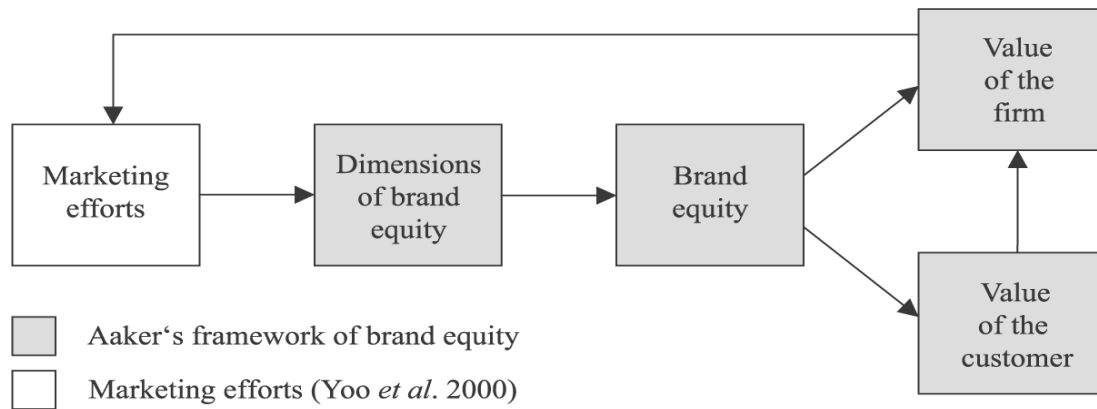 Value
of the
firm
Marketing
efforts
Dimensions
of brand
equity
Brand
equity
Value
of the
customer
Aaker‘s framework of brand equity
Marketing efforts (Yoo et al. 2000)